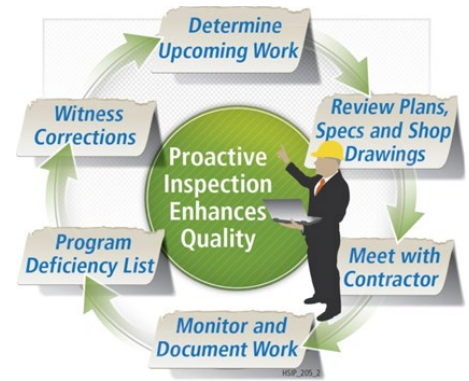 Determine
Upcoming Work
Review Plans,
Specs and Shop
Drawings
Meet with
Contractor
Monitor and
Document Work
Program
Deficiency List
Witness
Corrections
Proactive
Inspection
Enhances
Quality
HSIP_205_2